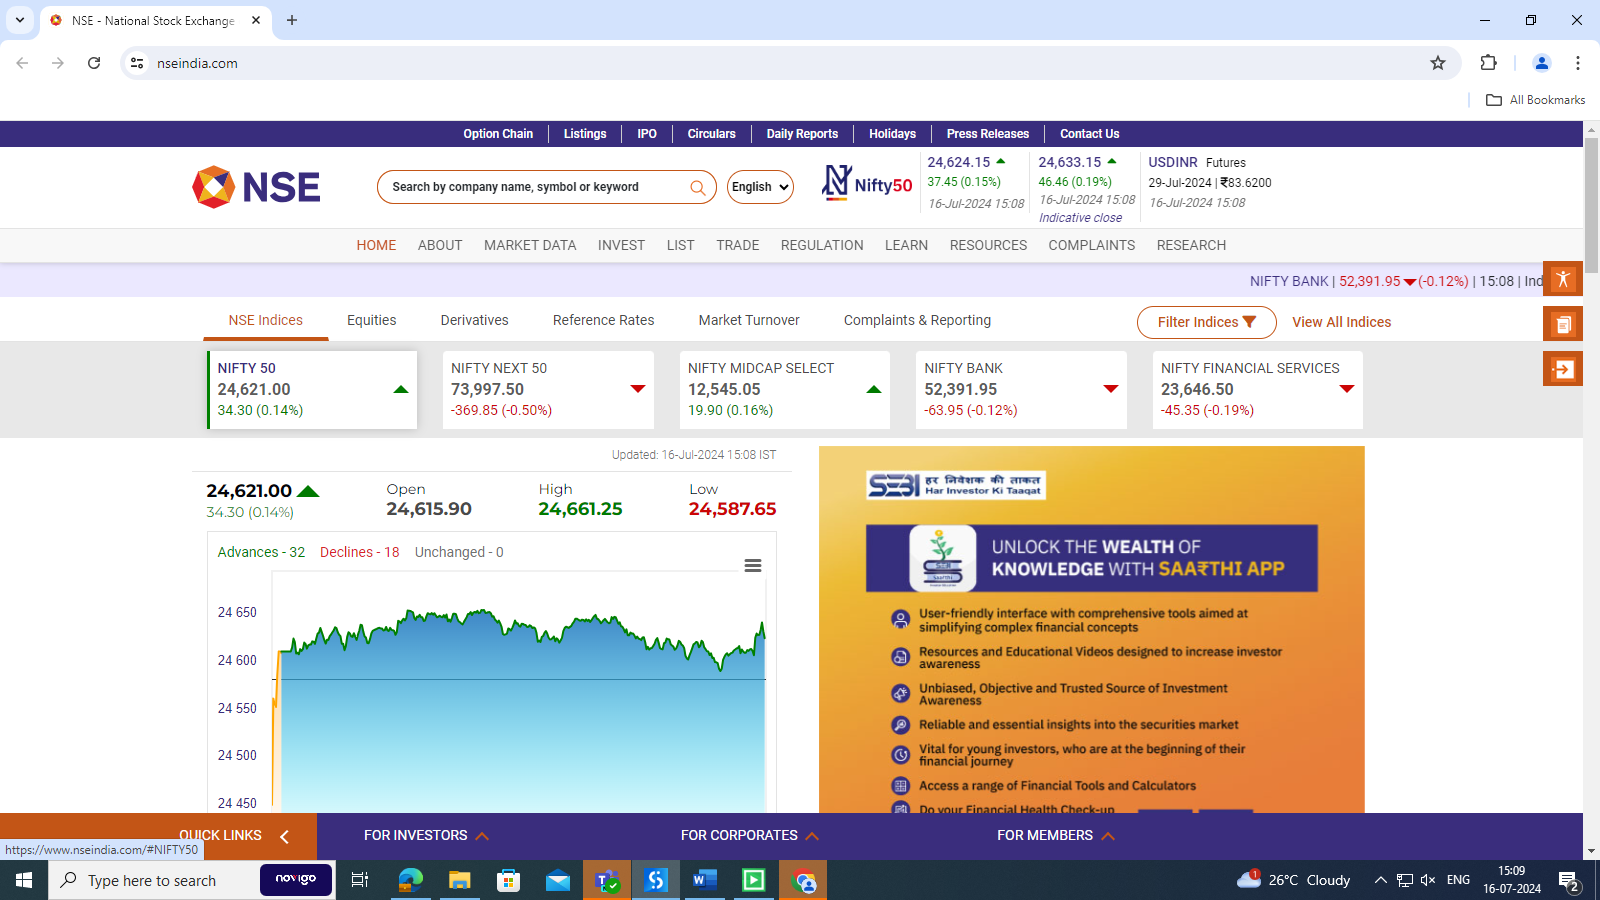 NSE - National Stock Exchange
nseindia.com
All Bookmarks
Option Chain
Listings
IPO
Circulars
Daily Reports
Holidays
Press Releases
Contact Us
NSE
Search by company name, symbol or keyword
English
Nifty50
24,624.15
37.45 (0.15%)
16-Jul-2024 15:08
24,633.15
46.46 (0.19%)
16-Jul-2024 15:08
Indicative close
USDINR Futures
29-Jul-2024 | ₹83.6200
16-Jul-2024 15:08
HOME
ABOUT
MARKET DATA
INVEST
LIST
TRADE
REGULATION
LEARN
RESOURCES
COMPLAINTS
RESEARCH
NIFTY BANK | 52,391.95 (-0.12%) | 15:08 | Ind
NSE Indices
Equities
Derivatives
Reference Rates
Market Turnover
Complaints & Reporting
Filter Indices
View All Indices
NIFTY 50
24,621.00
34.30 (0.14%)
NIFTY NEXT 50
73,997.50
-369.85 (-0.50%)
NIFTY MIDCAP SELECT
12,545.05
19.90 (0.16%)
NIFTY BANK
52,391.95
-63.95 (-0.12%)
NIFTY FINANCIAL SERVICES
23,646.50
-45.35 (-0.19%)
Updated: 16-Jul-2024 15:08 IST
24,621.00
34.30 (0.14%)
Open
24,615.90
High
24,661.25
Low
24,587.65
Advances - 32
Declines - 18
Unchanged - 0
24 650
24 600
24 550
24 500
24 450
SEBI
हर निवेशक की ताकत
Har Investor Ki Taaqat
UNLOCK THE WEALTH OF
KNOWLEDGE WITH SAA₹THI APP
User-friendly interface with comprehensive tools aimed at
simplifying complex financial concepts
Resources and Educational Videos designed to increase investor
awareness
Unbiased, Objective and Trusted Source of Investment
Awareness
Reliable and essential insights into the securities market
Vital for young investors, who are at the beginning of their
financial journey
Access a range of Financial Tools and Calculators
Do your Financial Health Check-up
QUICK LINKS
FOR INVESTORS
FOR CORPORATES
FOR MEMBERS
https://www.nseindia.com/#NIFTY50
Type here to search
novigo
1
26°C Cloudy
ENG
15:09
16-07-2024
2